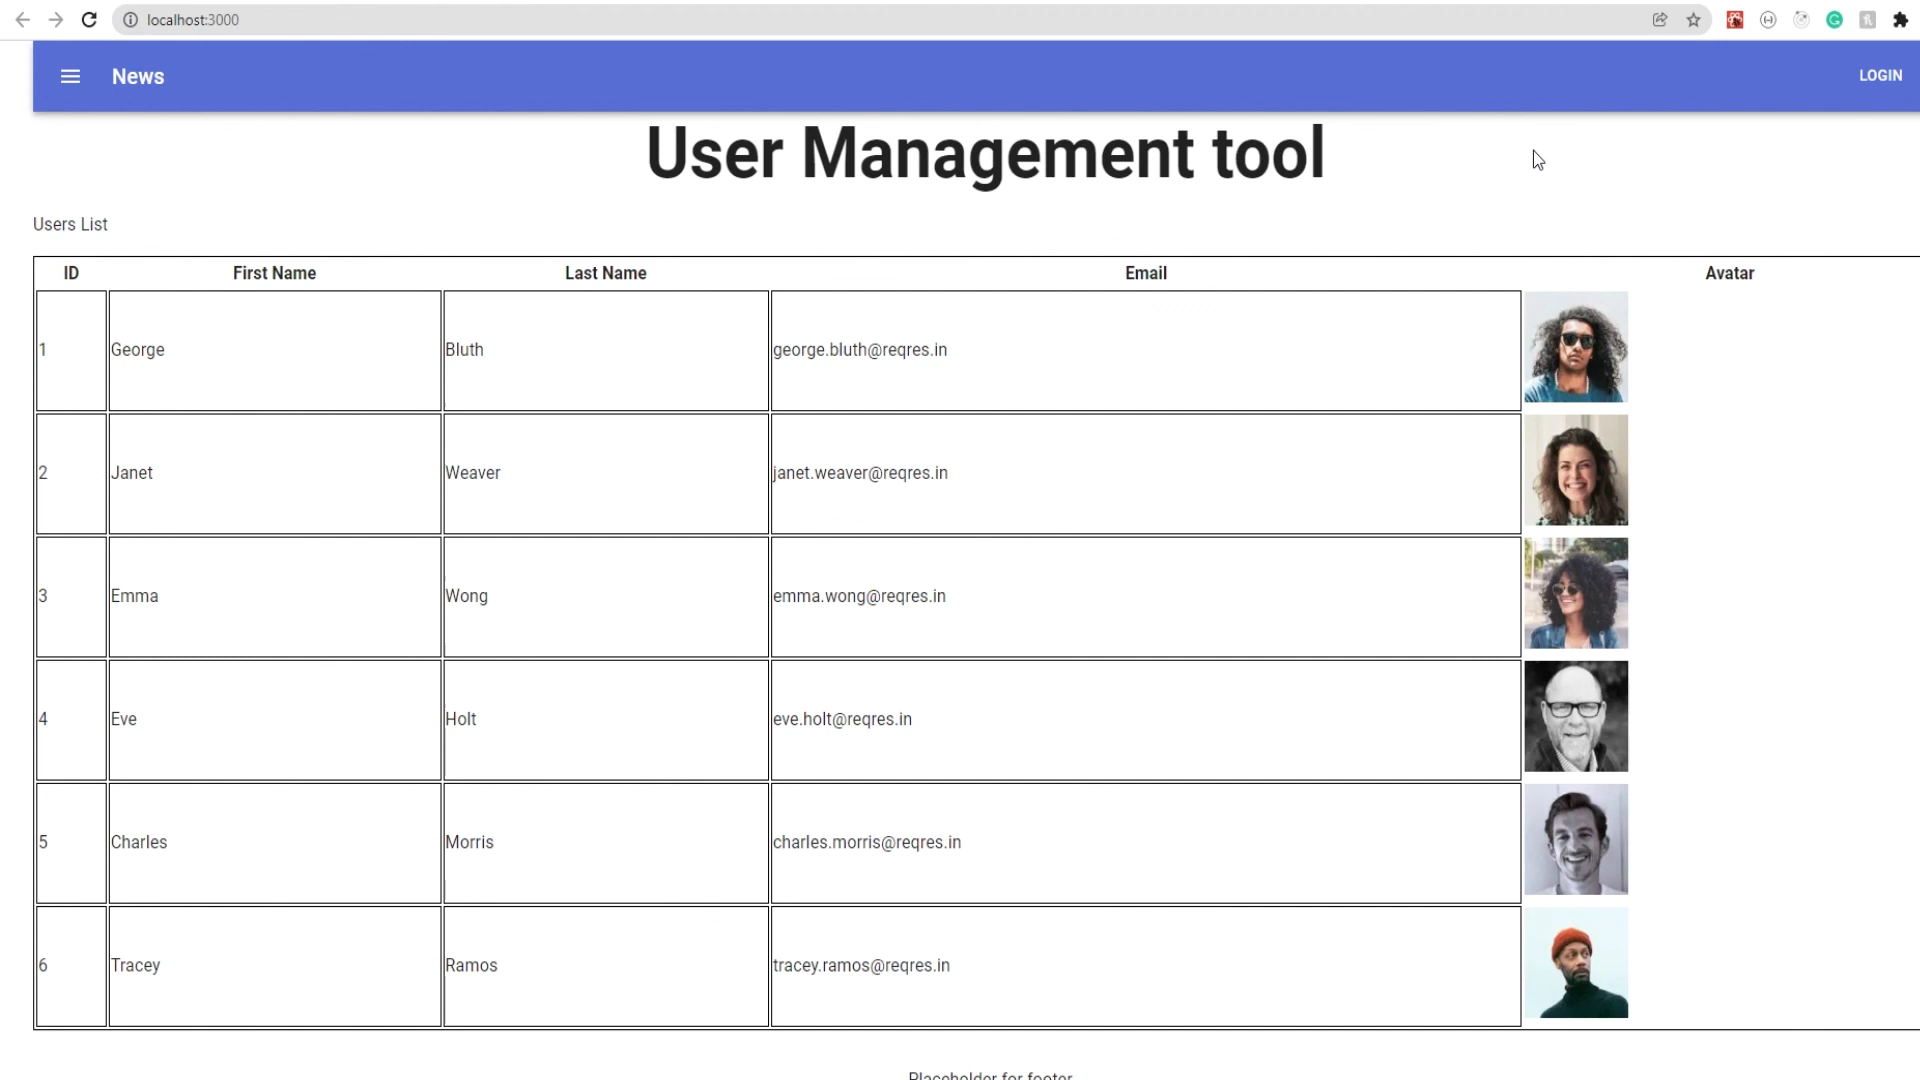 localhost:3000
News
LOGIN
User Management tool
Users List
ID First Name Last Name Email Avatar
1 George Bluth george.bluth@reqres.in
2 Janet Weaver janet.weaver@reqres.in
3 Emma Wong emma.wong@reqres.in
4 Eve Holt eve.holt@reqres.in
5 Charles Morris charles.morris@reqres.in
6 Tracey Ramos tracey.ramos@reqres.in
Placeholder for footer